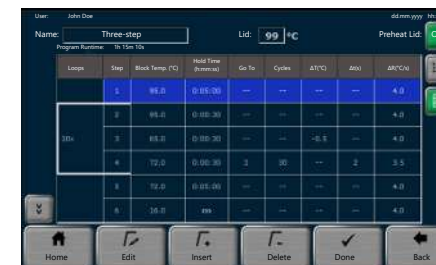 User: John Doe dd.mm.yyyy hh:
Name: Three-step Lid: 99 °C Preheat Lid:
Program Runtime: 1h 15m 10s
Loops Step Block Temp. (°C) Hold Time (h:mm:ss) Go To Cycles ΔT(°C) Δt(s) ΔR(°C/s)
1 95.0 0:05:00 -- -- -- -- 4.0
2 95.0 0:00:30 -- -- -- -- 4.0
30x 3 0:00:30 -- -- -0.5 -- 4.0
4 72.0 0:00:30 2 30 -- 2 3.5
5 72.0 0:05:00 -- -- -- -- 4.0
6 16.0 -- -- -- -- 4.0
Home Edit Insert Delete Done Back